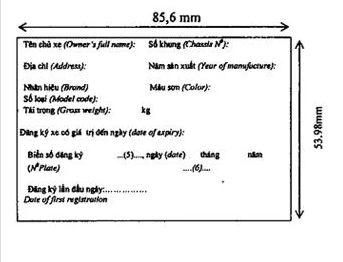 85,6 mm
Tên chủ xe (Owner's full name): Số khung (Chassis Nº):
Địa chỉ (Address): Năm sản xuất (Year of manufacture):
Nhãn hiệu (Brand) Màu sơn (Color):
Số loại (Model code):
Tải trọng (Gross weight): kg
Đăng ký xe có giá trị đến ngày (date of expiry):
Biển số đăng ký ...(5)...., ngày (date) tháng năm
(NºPlate) ....(6)....
Đăng ký lần đầu ngày:..............
Date of first registration
53.98mm